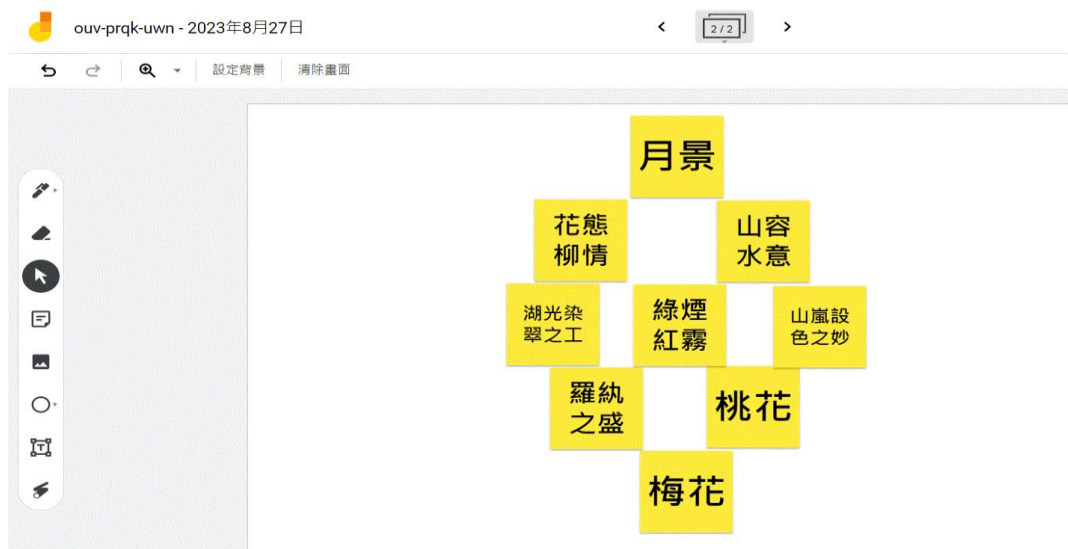 ouv-prqk-uwn - 2023年8月27日
2 / 2
設定背景
清除畫面
月景
花態
柳情
山容
水意
湖光染
翠之工
綠煙
紅霧
山嵐設
色之妙
羅紈
之盛
桃花
梅花